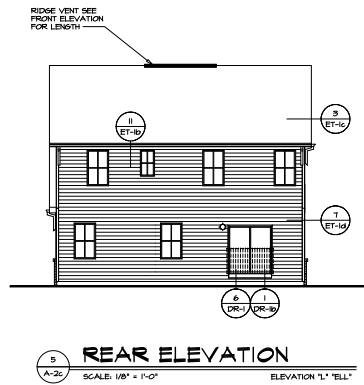 RIDGE VENT SEE
FRONT ELEVATION
FOR LENGTH
11
ET-1b
3
ET-1c
7
ET-1d
6
DR-1
1
DR-1b
5
A-2c
REAR ELEVATION
SCALE: 1/8" = 1'-0"
ELEVATION "L" "ELL"